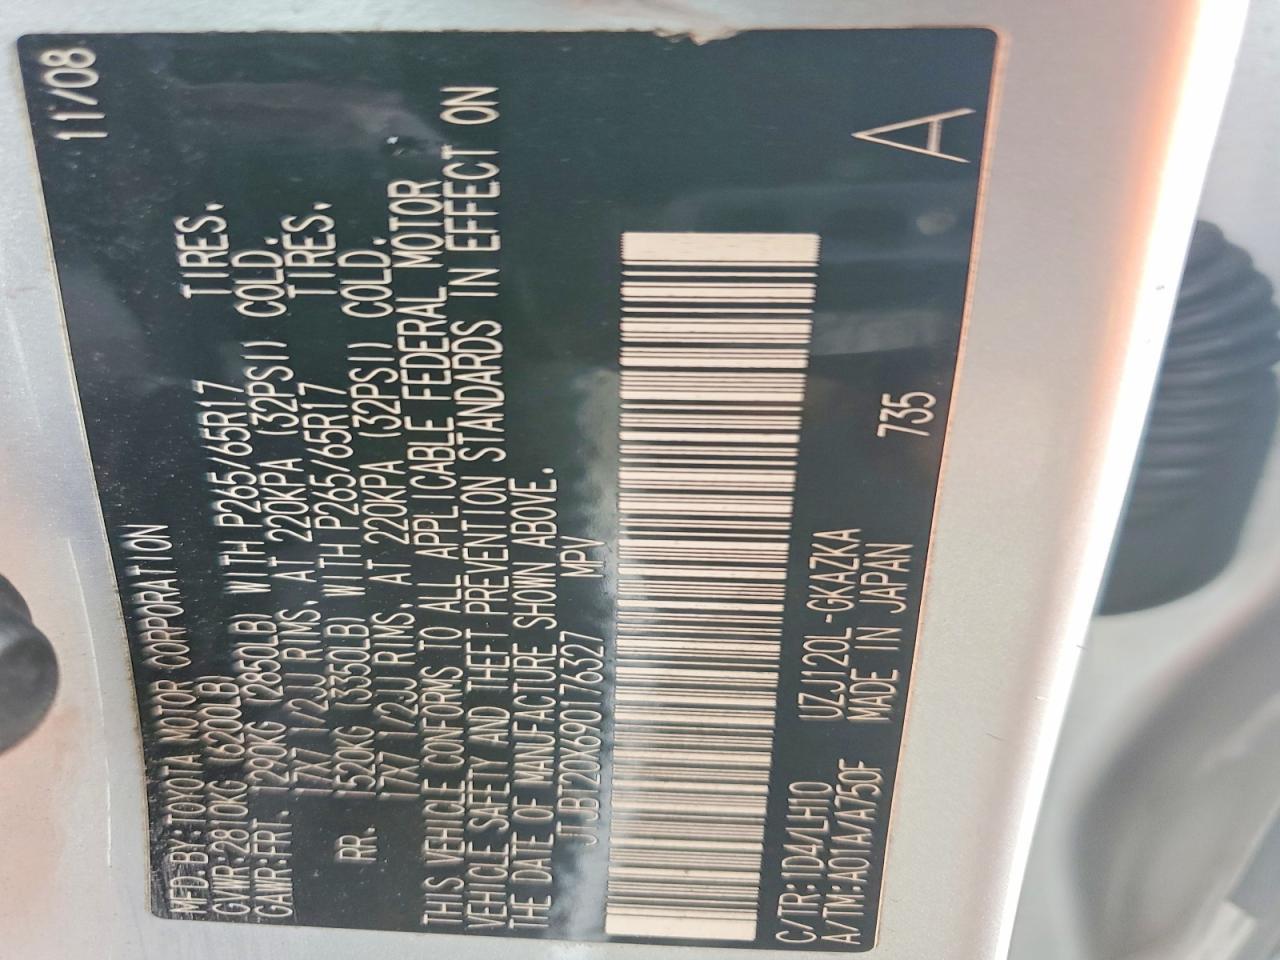 11/08
MFD.BY:TOYOTA MOTOR CORPORATION
GVWR:2810KG (6200LB)
GAWR:FRT. 1290KG (2850LB) WITH P265/65R17 TIRES.
17X7 1/2JJ RIMS. AT 220KPA (32PSI) COLD.
RR. 1520KG (3350LB) WITH P265/65R17 TIRES.
17X7 1/2JJ RIMS. AT 220KPA (32PSI) COLD.
THIS VEHICLE CONFORMS TO ALL APPLICABLE FEDERAL MOTOR
VEHICLE SAFETY AND THEFT PREVENTION STANDARDS IN EFFECT ON
THE DATE OF MANUFACTURE SHOWN ABOVE.
JTJBT20X690176327 MPV
C/TR:1D4/LH10 UZJ120L-GKAZKA
A/TM:A01A/A750F MADE IN JAPAN 735 A